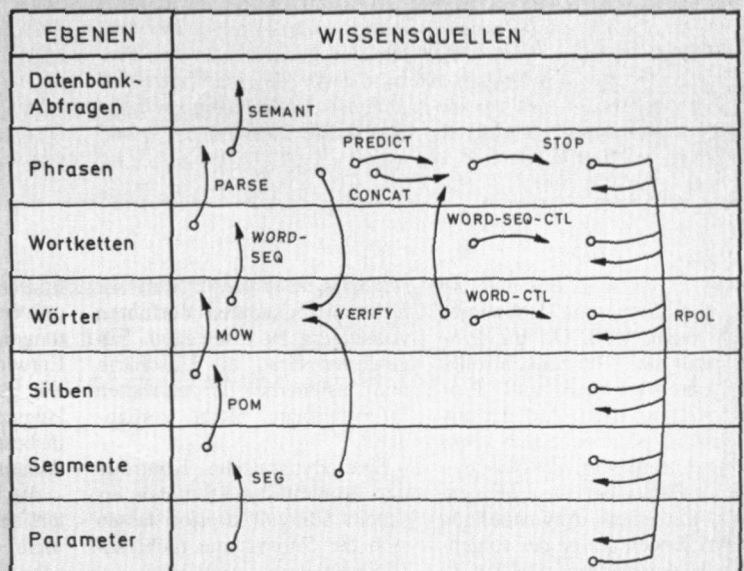 EBENEN WISSENSQUELLEN
Datenbank-
Abfragen
SEMANT
Phrasen
PREDICT
STOP
PARSE
CONCAT
Wortketten
WORD-
SEQ
WORD-SEQ-CTL
Wörter
MOW
VERIFY
WORD-CTL
RPOL
Silben
POM
Segmente
SEG
Parameter